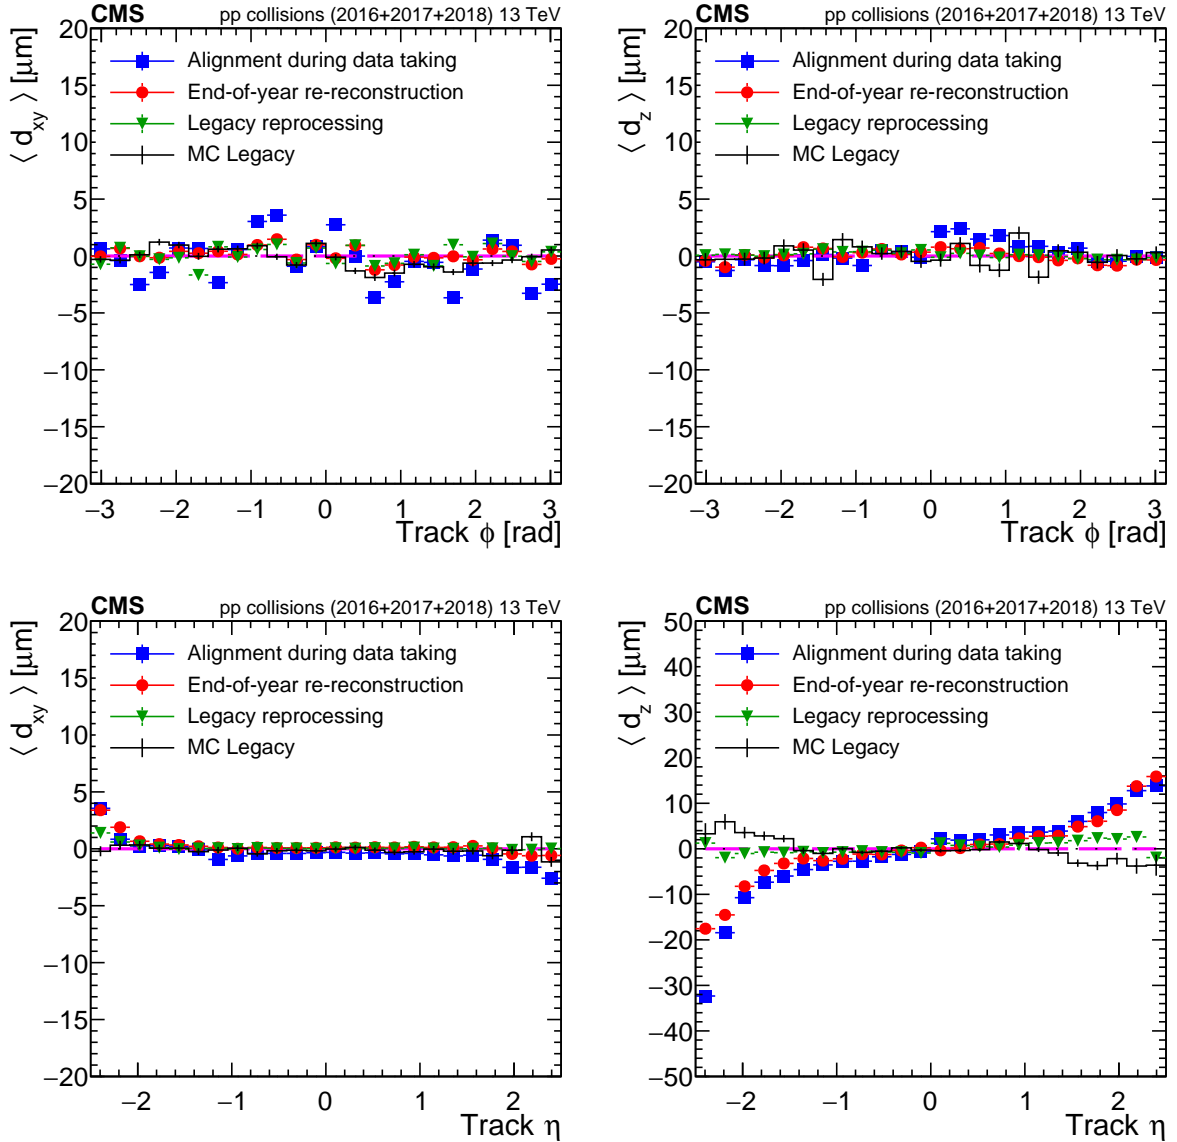 CMS pp collisions (2016+2017+2018) 13 TeV
⟨ d_xy ⟩ [μm]
20
15
10
5
0
−5
−10
−15
−20
Alignment during data taking
End-of-year re-reconstruction
Legacy reprocessing
MC Legacy
−3 −2 −1 0 1 2 3
Track ϕ [rad]
CMS pp collisions (2016+2017+2018) 13 TeV
⟨ d_z ⟩ [μm]
20
15
10
5
0
−5
−10
−15
−20
Alignment during data taking
End-of-year re-reconstruction
Legacy reprocessing
MC Legacy
−3 −2 −1 0 1 2 3
Track ϕ [rad]
CMS pp collisions (2016+2017+2018) 13 TeV
⟨ d_xy ⟩ [μm]
20
15
10
5
0
−5
−10
−15
−20
Alignment during data taking
End-of-year re-reconstruction
Legacy reprocessing
MC Legacy
−2 −1 0 1 2
Track η
CMS pp collisions (2016+2017+2018) 13 TeV
⟨ d_z ⟩ [μm]
50
40
30
20
10
0
−10
−20
−30
−40
−50
Alignment during data taking
End-of-year re-reconstruction
Legacy reprocessing
MC Legacy
−2 −1 0 1 2
Track η